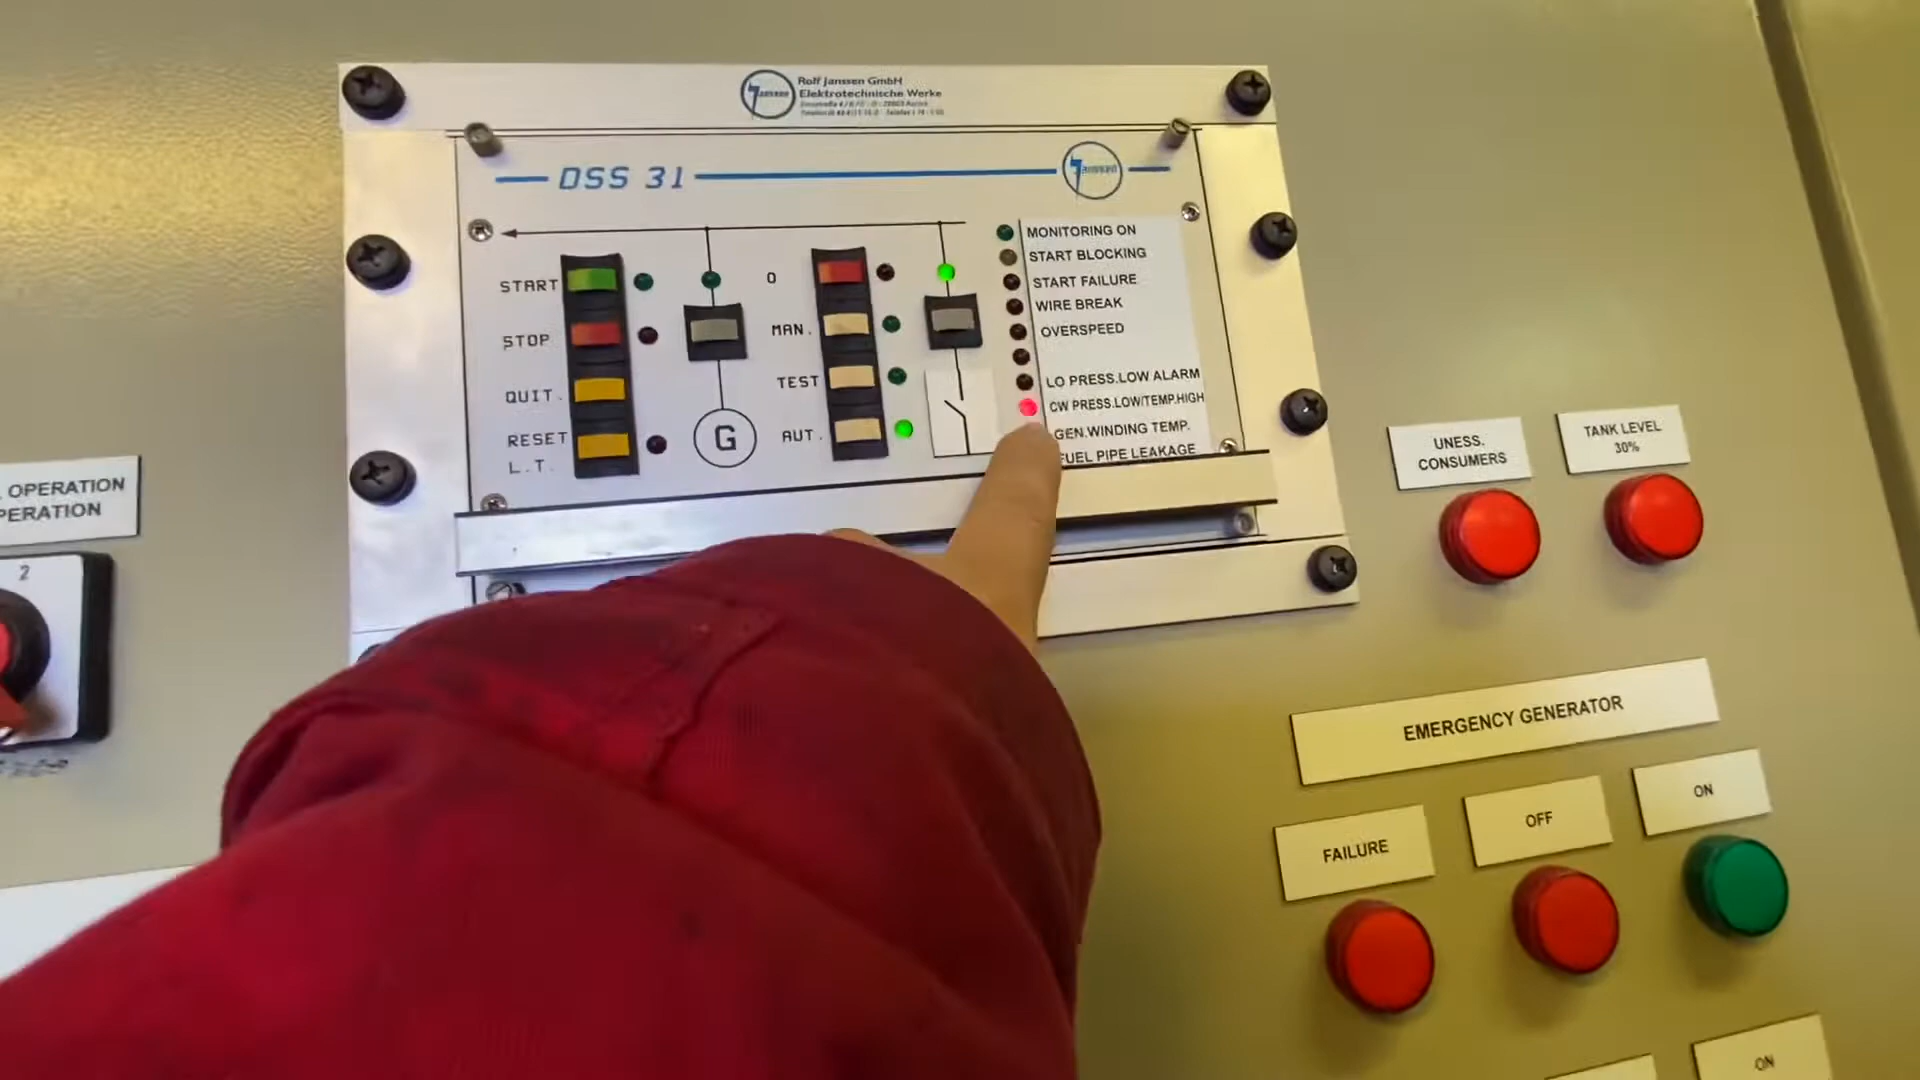 Rolf Janssen GmbH
Elektrotechnische Werke
Janssen
DSS 31
Janssen
START
STOP
QUIT.
RESET
L.T.
G
O
MAN.
TEST
AUT.
MONITORING ON
START BLOCKING
START FAILURE
WIRE BREAK
OVERSPEED
LO PRESS.LOW ALARM
CW PRESS.LOW/TEMP.HIGH
GEN.WINDING TEMP.
FUEL PIPE LEAKAGE
OPERATION
PERATION
2
UNESS.
CONSUMERS
TANK LEVEL
30%
EMERGENCY GENERATOR
FAILURE
OFF
ON
ON